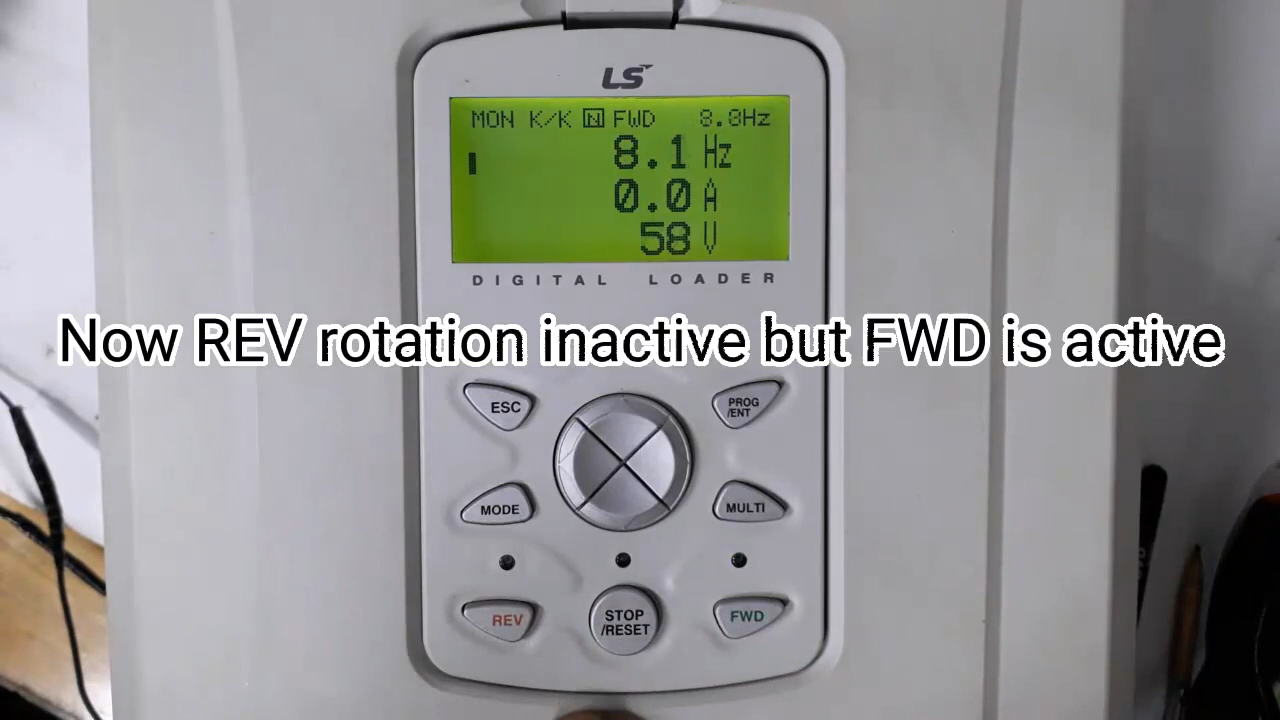 LS
MON K/K N FWD 8.8Hz
8.1 Hz
0.0 A
58 V
DIGITAL LOADER
Now REV rotation inactive but FWD is active
ESC
PROG
/ENT
MODE
MULTI
REV
STOP
/RESET
FWD